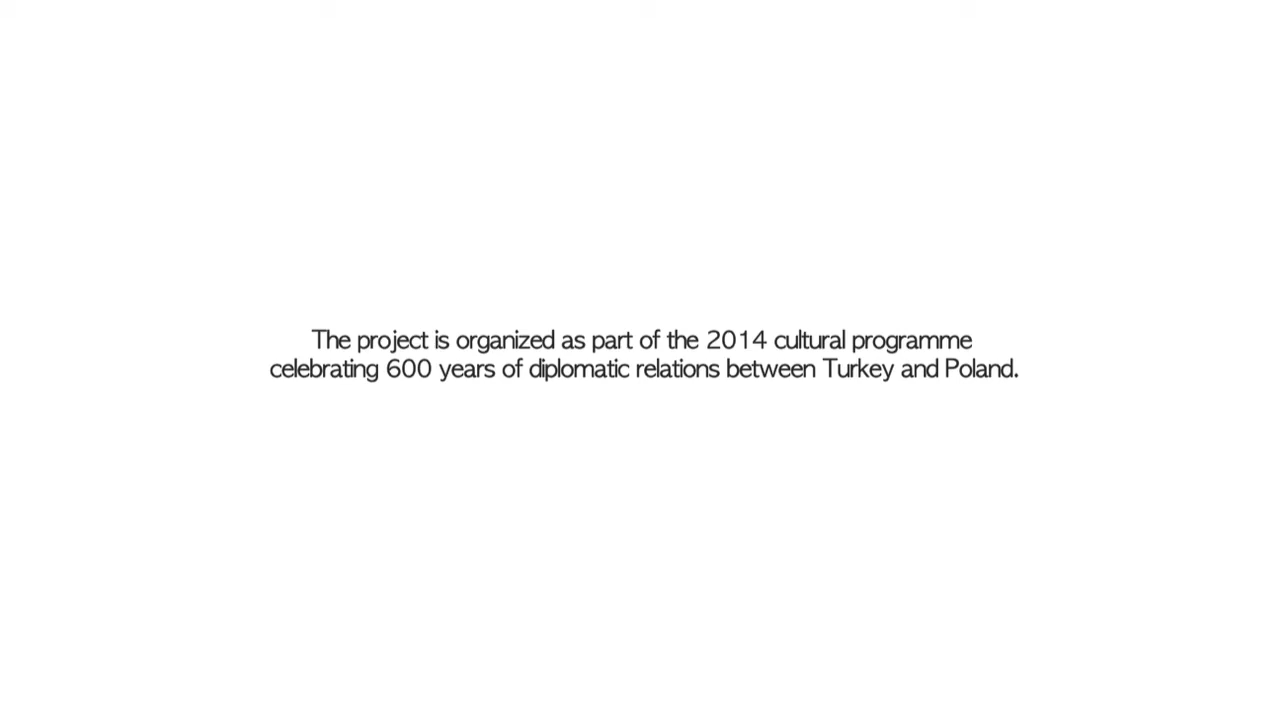 The project is organized as part of the 2014 cultural programme
celebrating 600 years of diplomatic relations between Turkey and Poland.